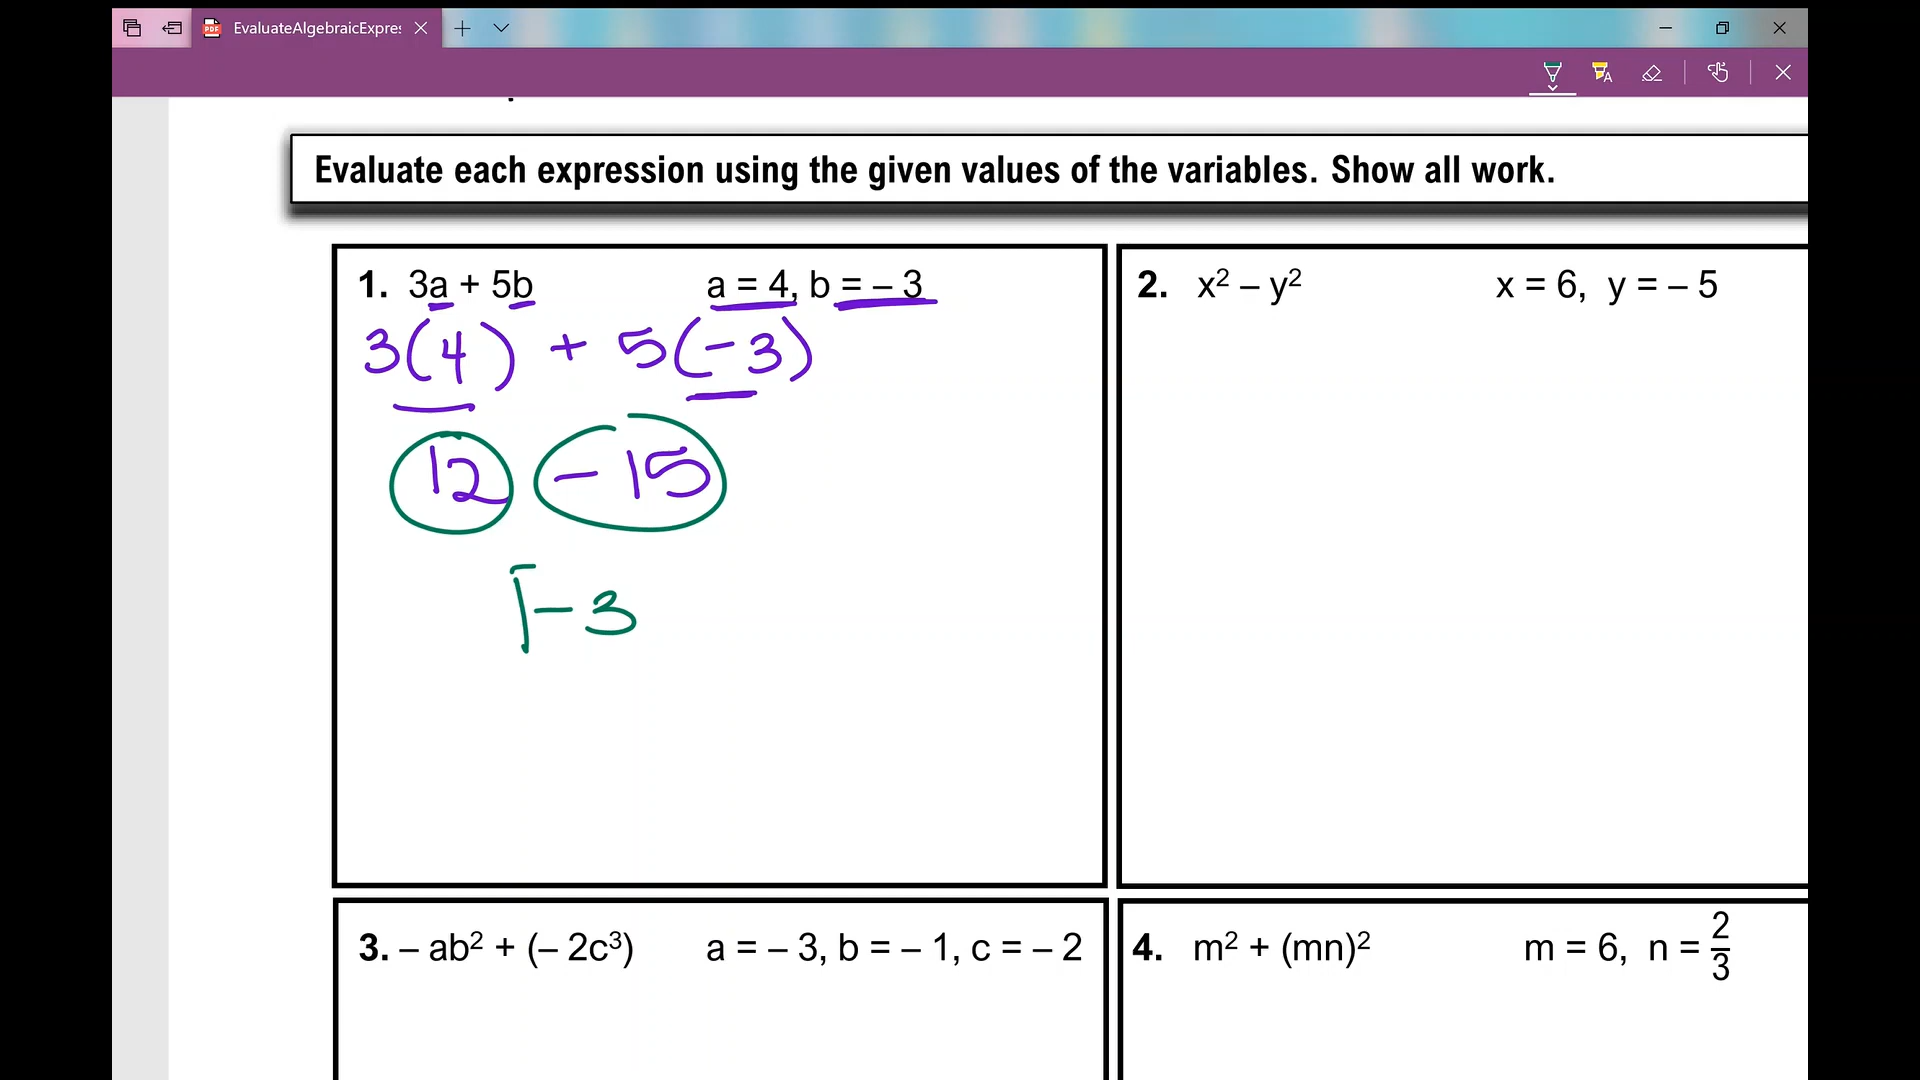 EvaluateAlgebraicExpre
Evaluate each expression using the given values of the variables. Show all work.
1. 3a + 5b a = 4, b = – 3
3(4) + 5(-3)
12 - 15
- 3
2. x² – y² x = 6, y = – 5
3. – ab² + (– 2c³) a = – 3, b = – 1, c = – 2
4. m² + (mn)² m = 6, n = 2/3